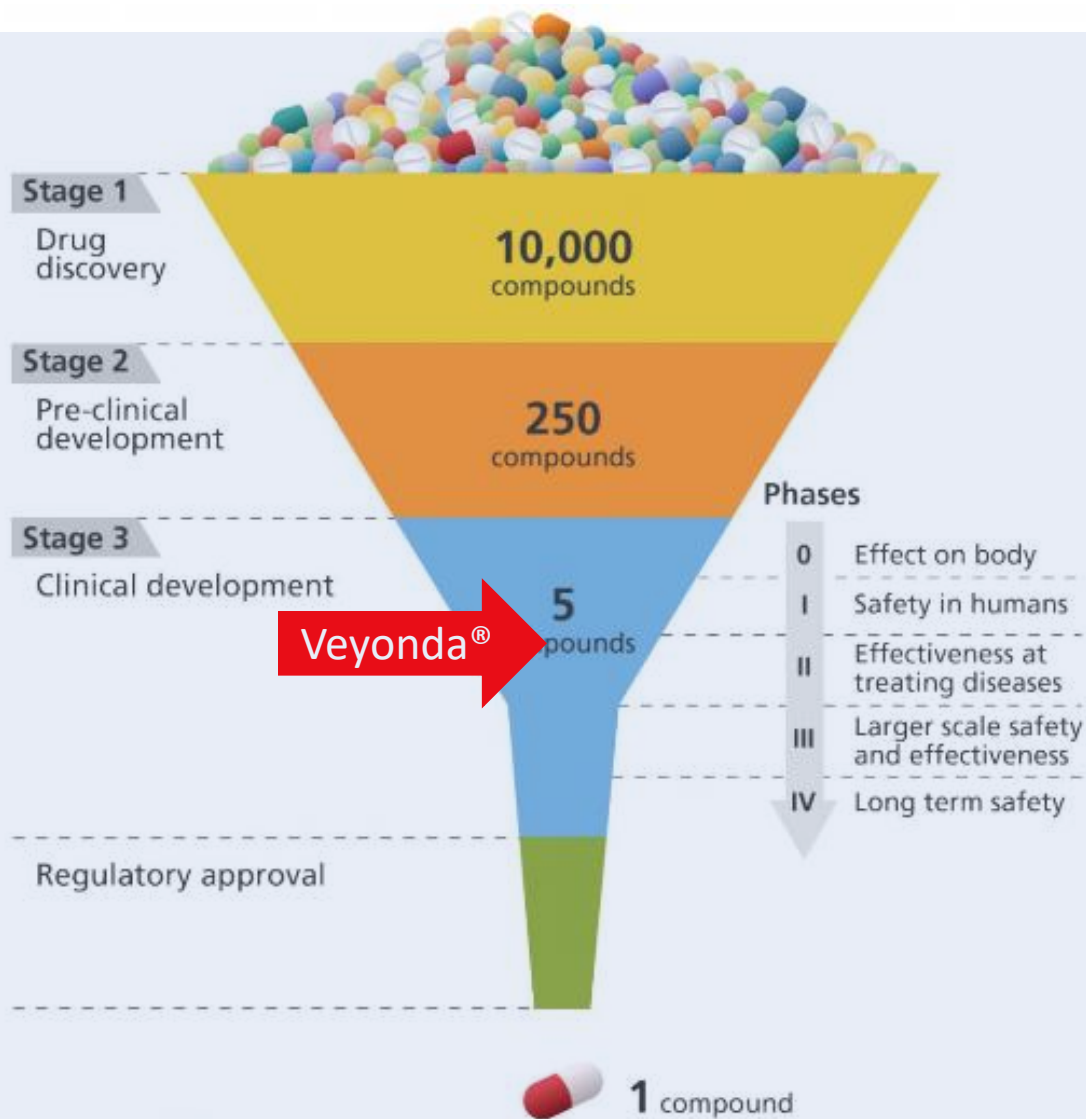 Stage 1
Drug
discovery
10,000
compounds
Stage 2
Pre-clinical
development
250
compounds
Stage 3
Clinical development
5
pounds
Veyonda®
Phases
0 Effect on body
I Safety in humans
II Effectiveness at
treating diseases
III Larger scale safety
and effectiveness
IV Long term safety
Regulatory approval
1 compound